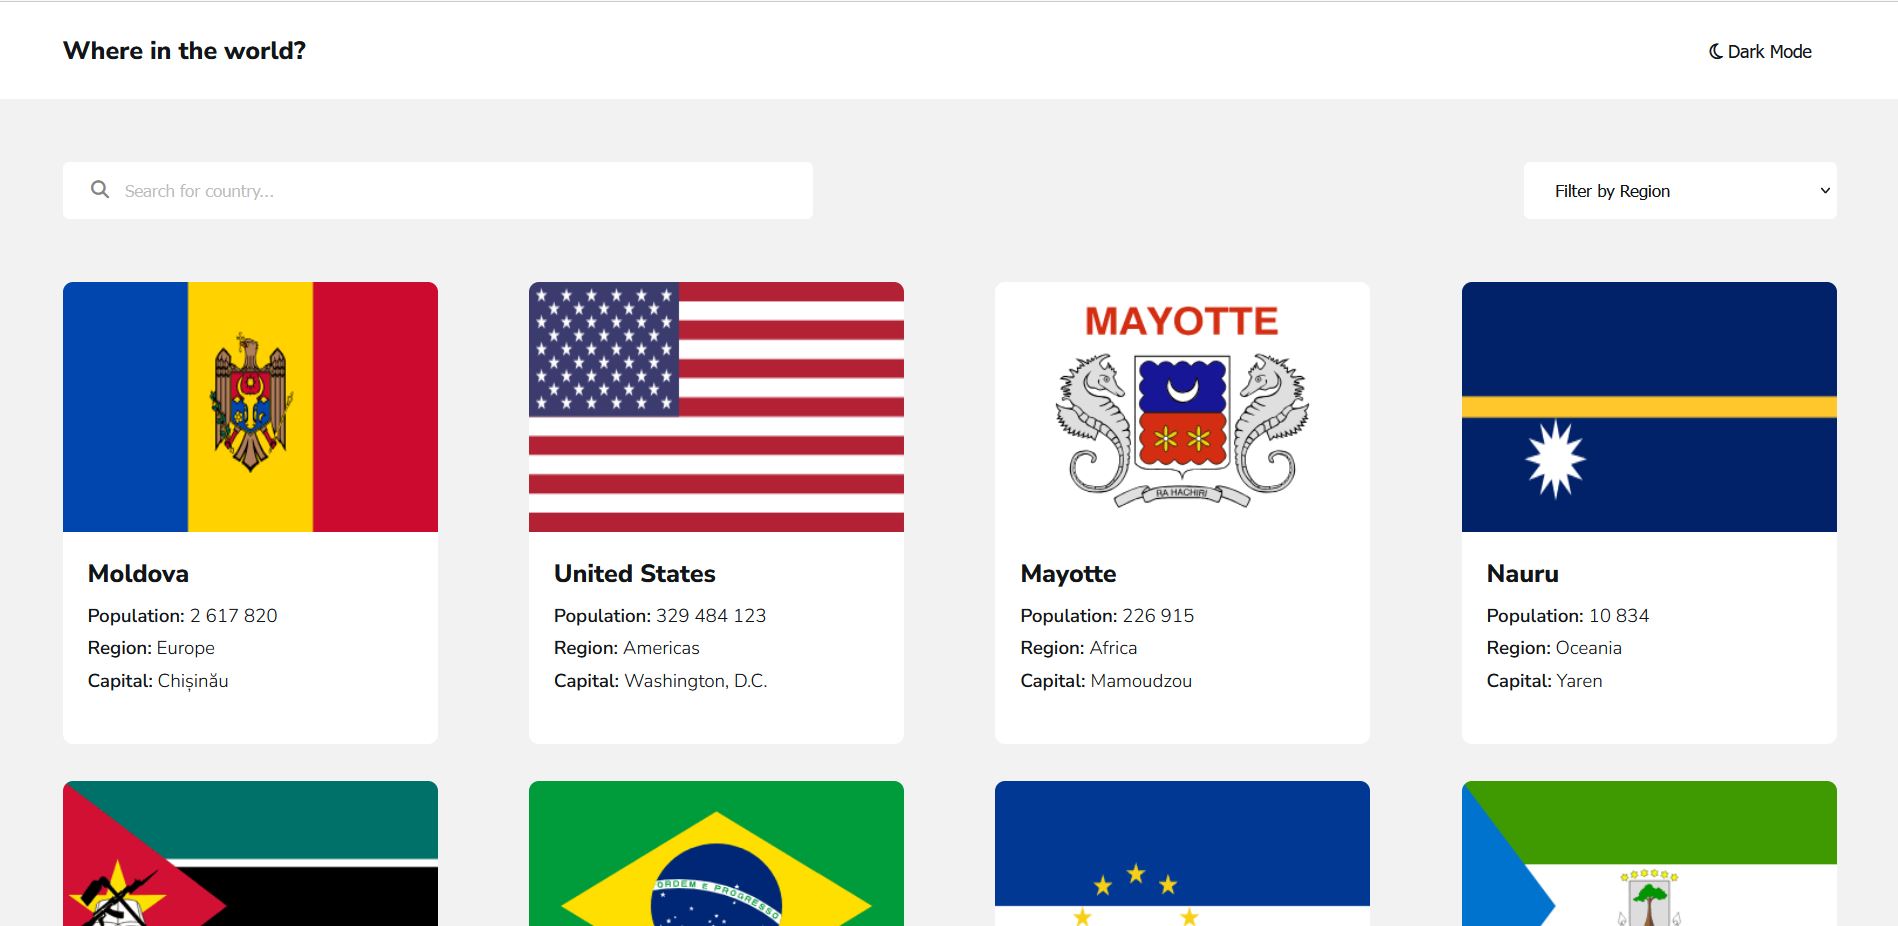 Where in the world?
Dark Mode
Search for country...
Filter by Region
MAYOTTE
RA HACHIRI
Moldova
Population: 2 617 820
Region: Europe
Capital: Chișinău
United States
Population: 329 484 123
Region: Americas
Capital: Washington, D.C.
Mayotte
Population: 226 915
Region: Africa
Capital: Mamoudzou
Nauru
Population: 10 834
Region: Oceania
Capital: Yaren
ORDEM E PROGRESSO